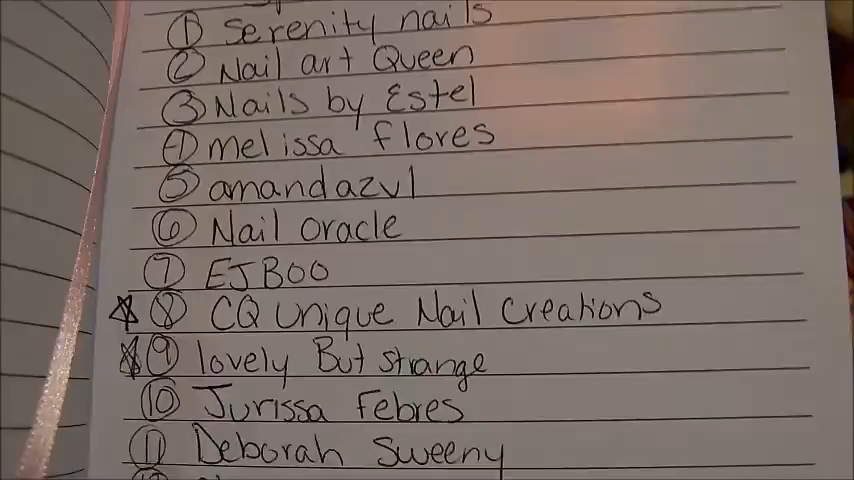 ① Serenity nails
② Nail art Queen
③ Nails by Estel
④ melissa flores
⑤ amandazvl
⑥ Nail oracle
⑦ EJBOO
☆ ⑧ CQ Unique Nail Creations
☆ ⑨ lovely But strange
⑩ Jurissa Febres
⑪ Deborah Sweeny